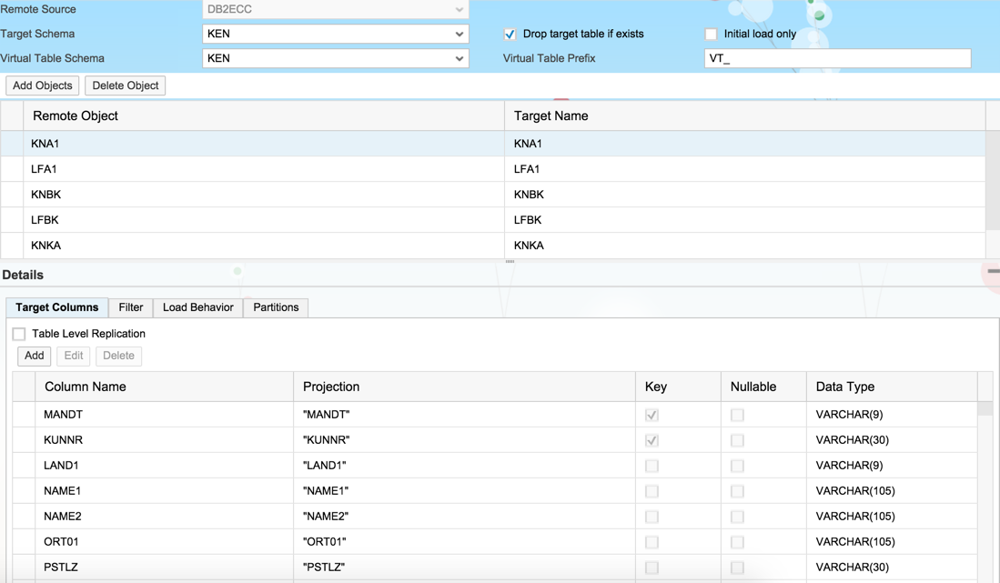 Remote Source DB2ECC
Target Schema KEN Drop target table if exists Initial load only
Virtual Table Schema KEN Virtual Table Prefix VT_
Add Objects Delete Object
Remote Object Target Name
KNA1 KNA1
LFA1 LFA1
KNBK KNBK
LFBK LFBK
KNKA KNKA
Details
Target Columns Filter Load Behavior Partitions
Table Level Replication
Add Edit Delete
Column Name Projection Key Nullable Data Type
MANDT "MANDT" VARCHAR(9)
KUNNR "KUNNR" VARCHAR(30)
LAND1 "LAND1" VARCHAR(9)
NAME1 "NAME1" VARCHAR(105)
NAME2 "NAME2" VARCHAR(105)
ORT01 "ORT01" VARCHAR(105)
PSTLZ "PSTLZ" VARCHAR(30)